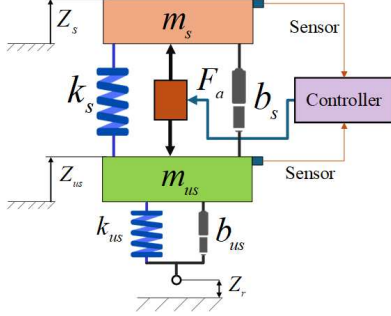 Z_s
m_s
Sensor
k_s
F_a
b_s
Controller
Z_us
m_us
Sensor
k_us
b_us
Z_r